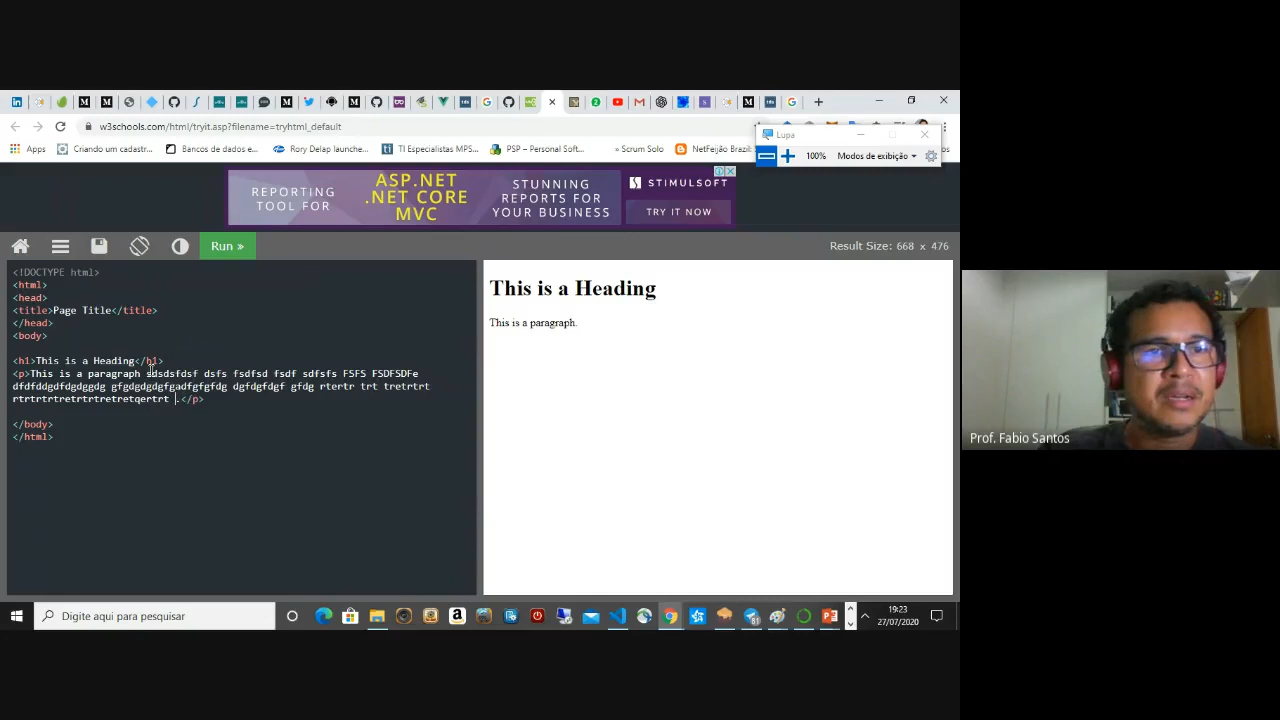 w3schools.com/html/tryit.asp?filename=tryhtml_default
Lupa
Apps
Criando um cadastr...
Bancos de dados e...
Rory Delap launche...
TI Especialistas MPS...
PSP – Personal Soft...
» Scrum Solo
NetFeijão Brazil:
100%
Modos de exibição
REPORTING
TOOL FOR
ASP.NET
.NET CORE
MVC
STUNNING
REPORTS FOR
YOUR BUSINESS
STIMULSOFT
TRY IT NOW
Run »
Result Size: 668 x 476
<!DOCTYPE html>
<html>
<head>
<title>Page Title</title>
</head>
<body>
<h1>This is a Heading</h1>
<p>This is a paragraph sdsdsfdsf dsfs fsdfsd fsdf sdfsfs FSFS FSDFSDFe
dfdfddgdfdgdggdg gfgdgdgdgfgadfgfgfdg dgfdgfdgf gfdg rtertr trt tretrtrt
rtrtrtrtretrtrtretretqertrt .</p>
</body>
</html>
This is a Heading
This is a paragraph.
Prof. Fabio Santos
Digite aqui para pesquisar
19:23
27/07/2020